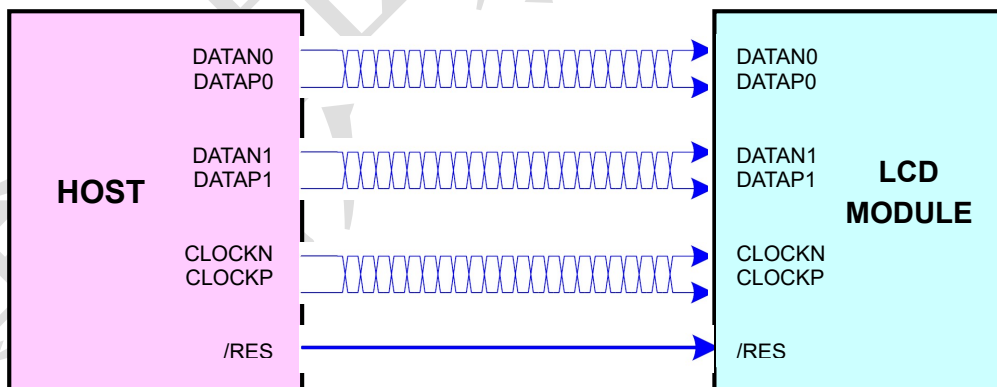 DATAN0
DATAP0
DATAN1
DATAP1
HOST
CLOCKN
CLOCKP
/RES
DATAN0
DATAP0
DATAN1
DATAP1
LCD
MODULE
CLOCKN
CLOCKP
/RES